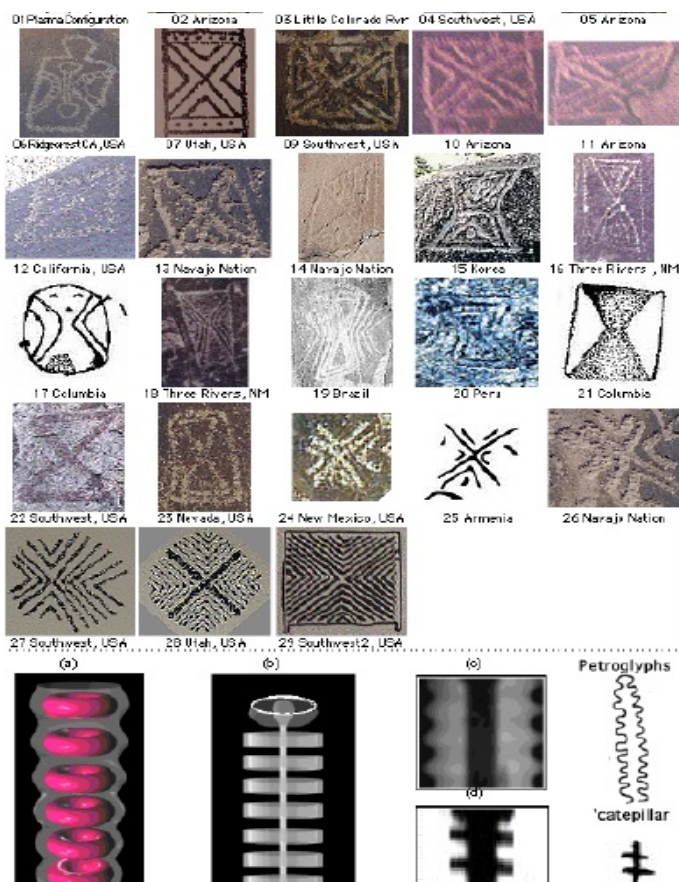 01 Plasma Configurston 02 Arizona 03 Little Colorado Rvr 04 Southwest, USA 05 Arizona
06 Ridgecrest CA, USA 07 Utah, USA 09 Southwest, USA 10 Arizona 11 Arizona
12 California, USA 13 Navajo Nation 14 Navajo Nation 15 Korea 16 Three Rivers, NM
17 Columbia 18 Three Rivers, NM 19 Brazil 20 Peru 21 Columbia
22 Southwest, USA 23 Nevada, USA 24 New Mexico, USA 25 Armenia 26 Navajo Nation
27 Southwest, USA 28 Utah, USA 29 Southwest2, USA
(a) (b) (c) Petroglyphs
(d) 'catepillar